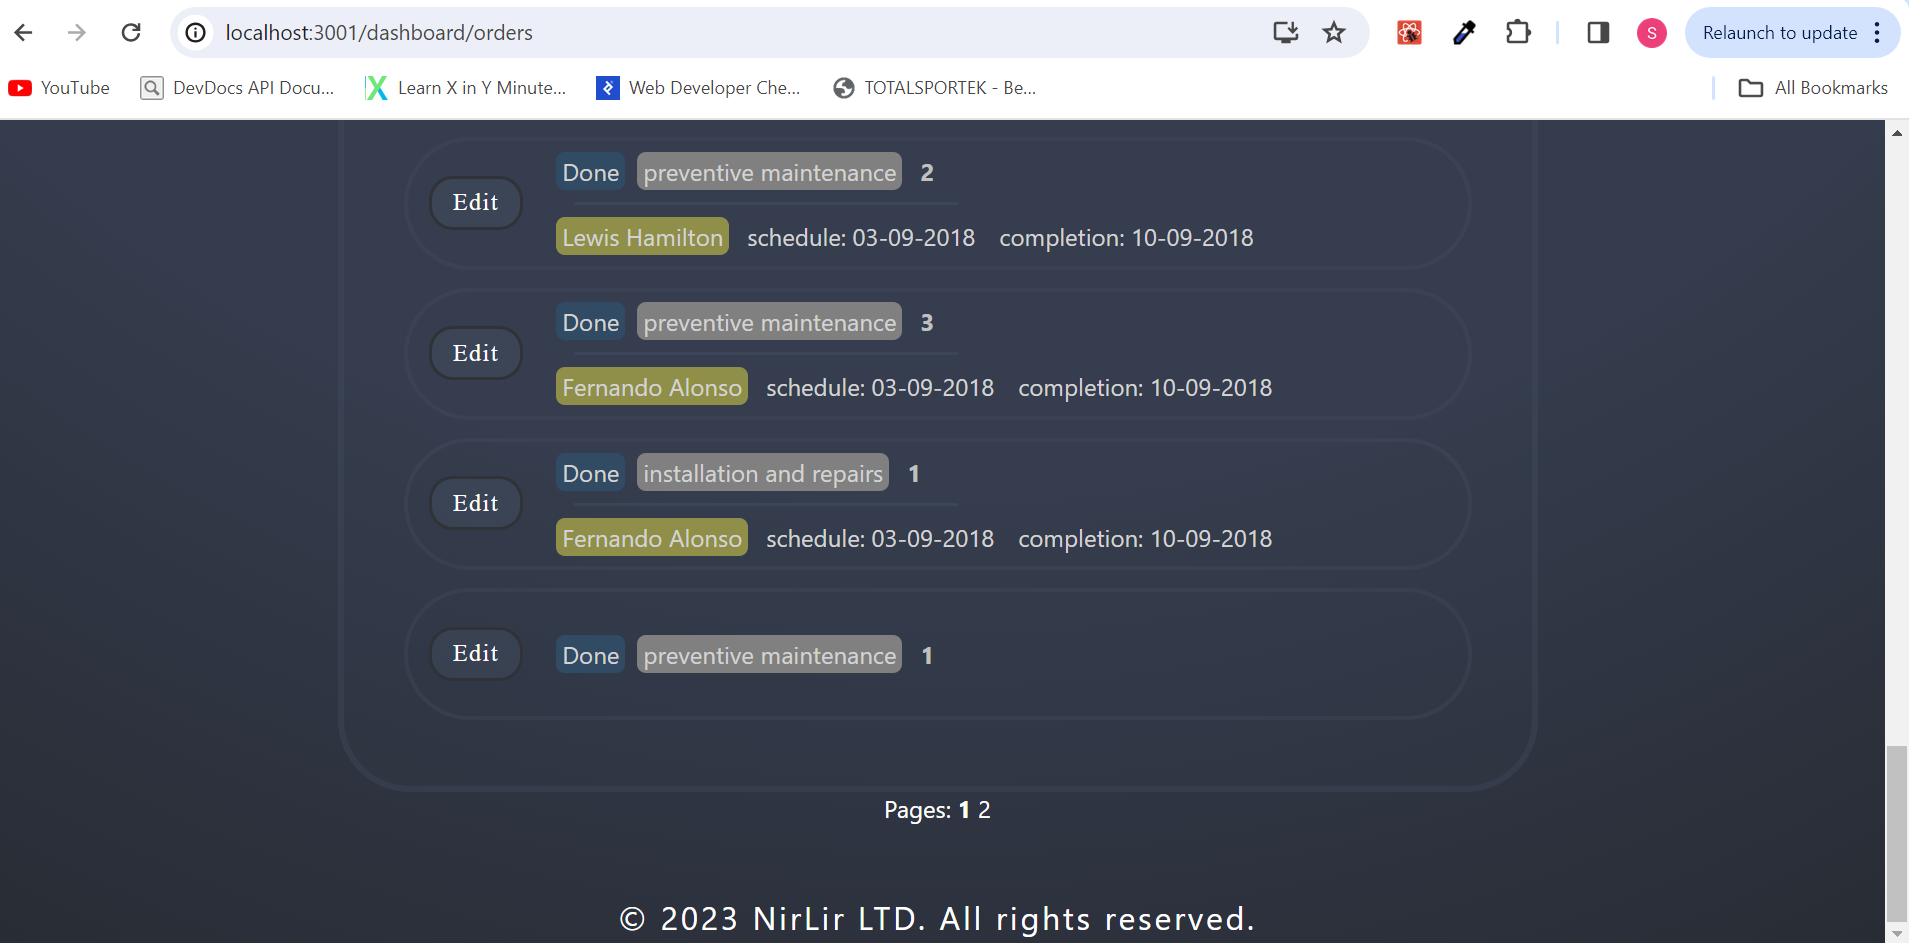 localhost:3001/dashboard/orders
S
Relaunch to update
YouTube
DevDocs API Docu...
Learn X in Y Minute...
Web Developer Che...
TOTALSPORTEK - Be...
All Bookmarks
Done preventive maintenance 2
Edit
Lewis Hamilton schedule: 03-09-2018 completion: 10-09-2018
Done preventive maintenance 3
Edit
Fernando Alonso schedule: 03-09-2018 completion: 10-09-2018
Done installation and repairs 1
Edit
Fernando Alonso schedule: 03-09-2018 completion: 10-09-2018
Edit Done preventive maintenance 1
Pages: 1 2
© 2023 NirLir LTD. All rights reserved.